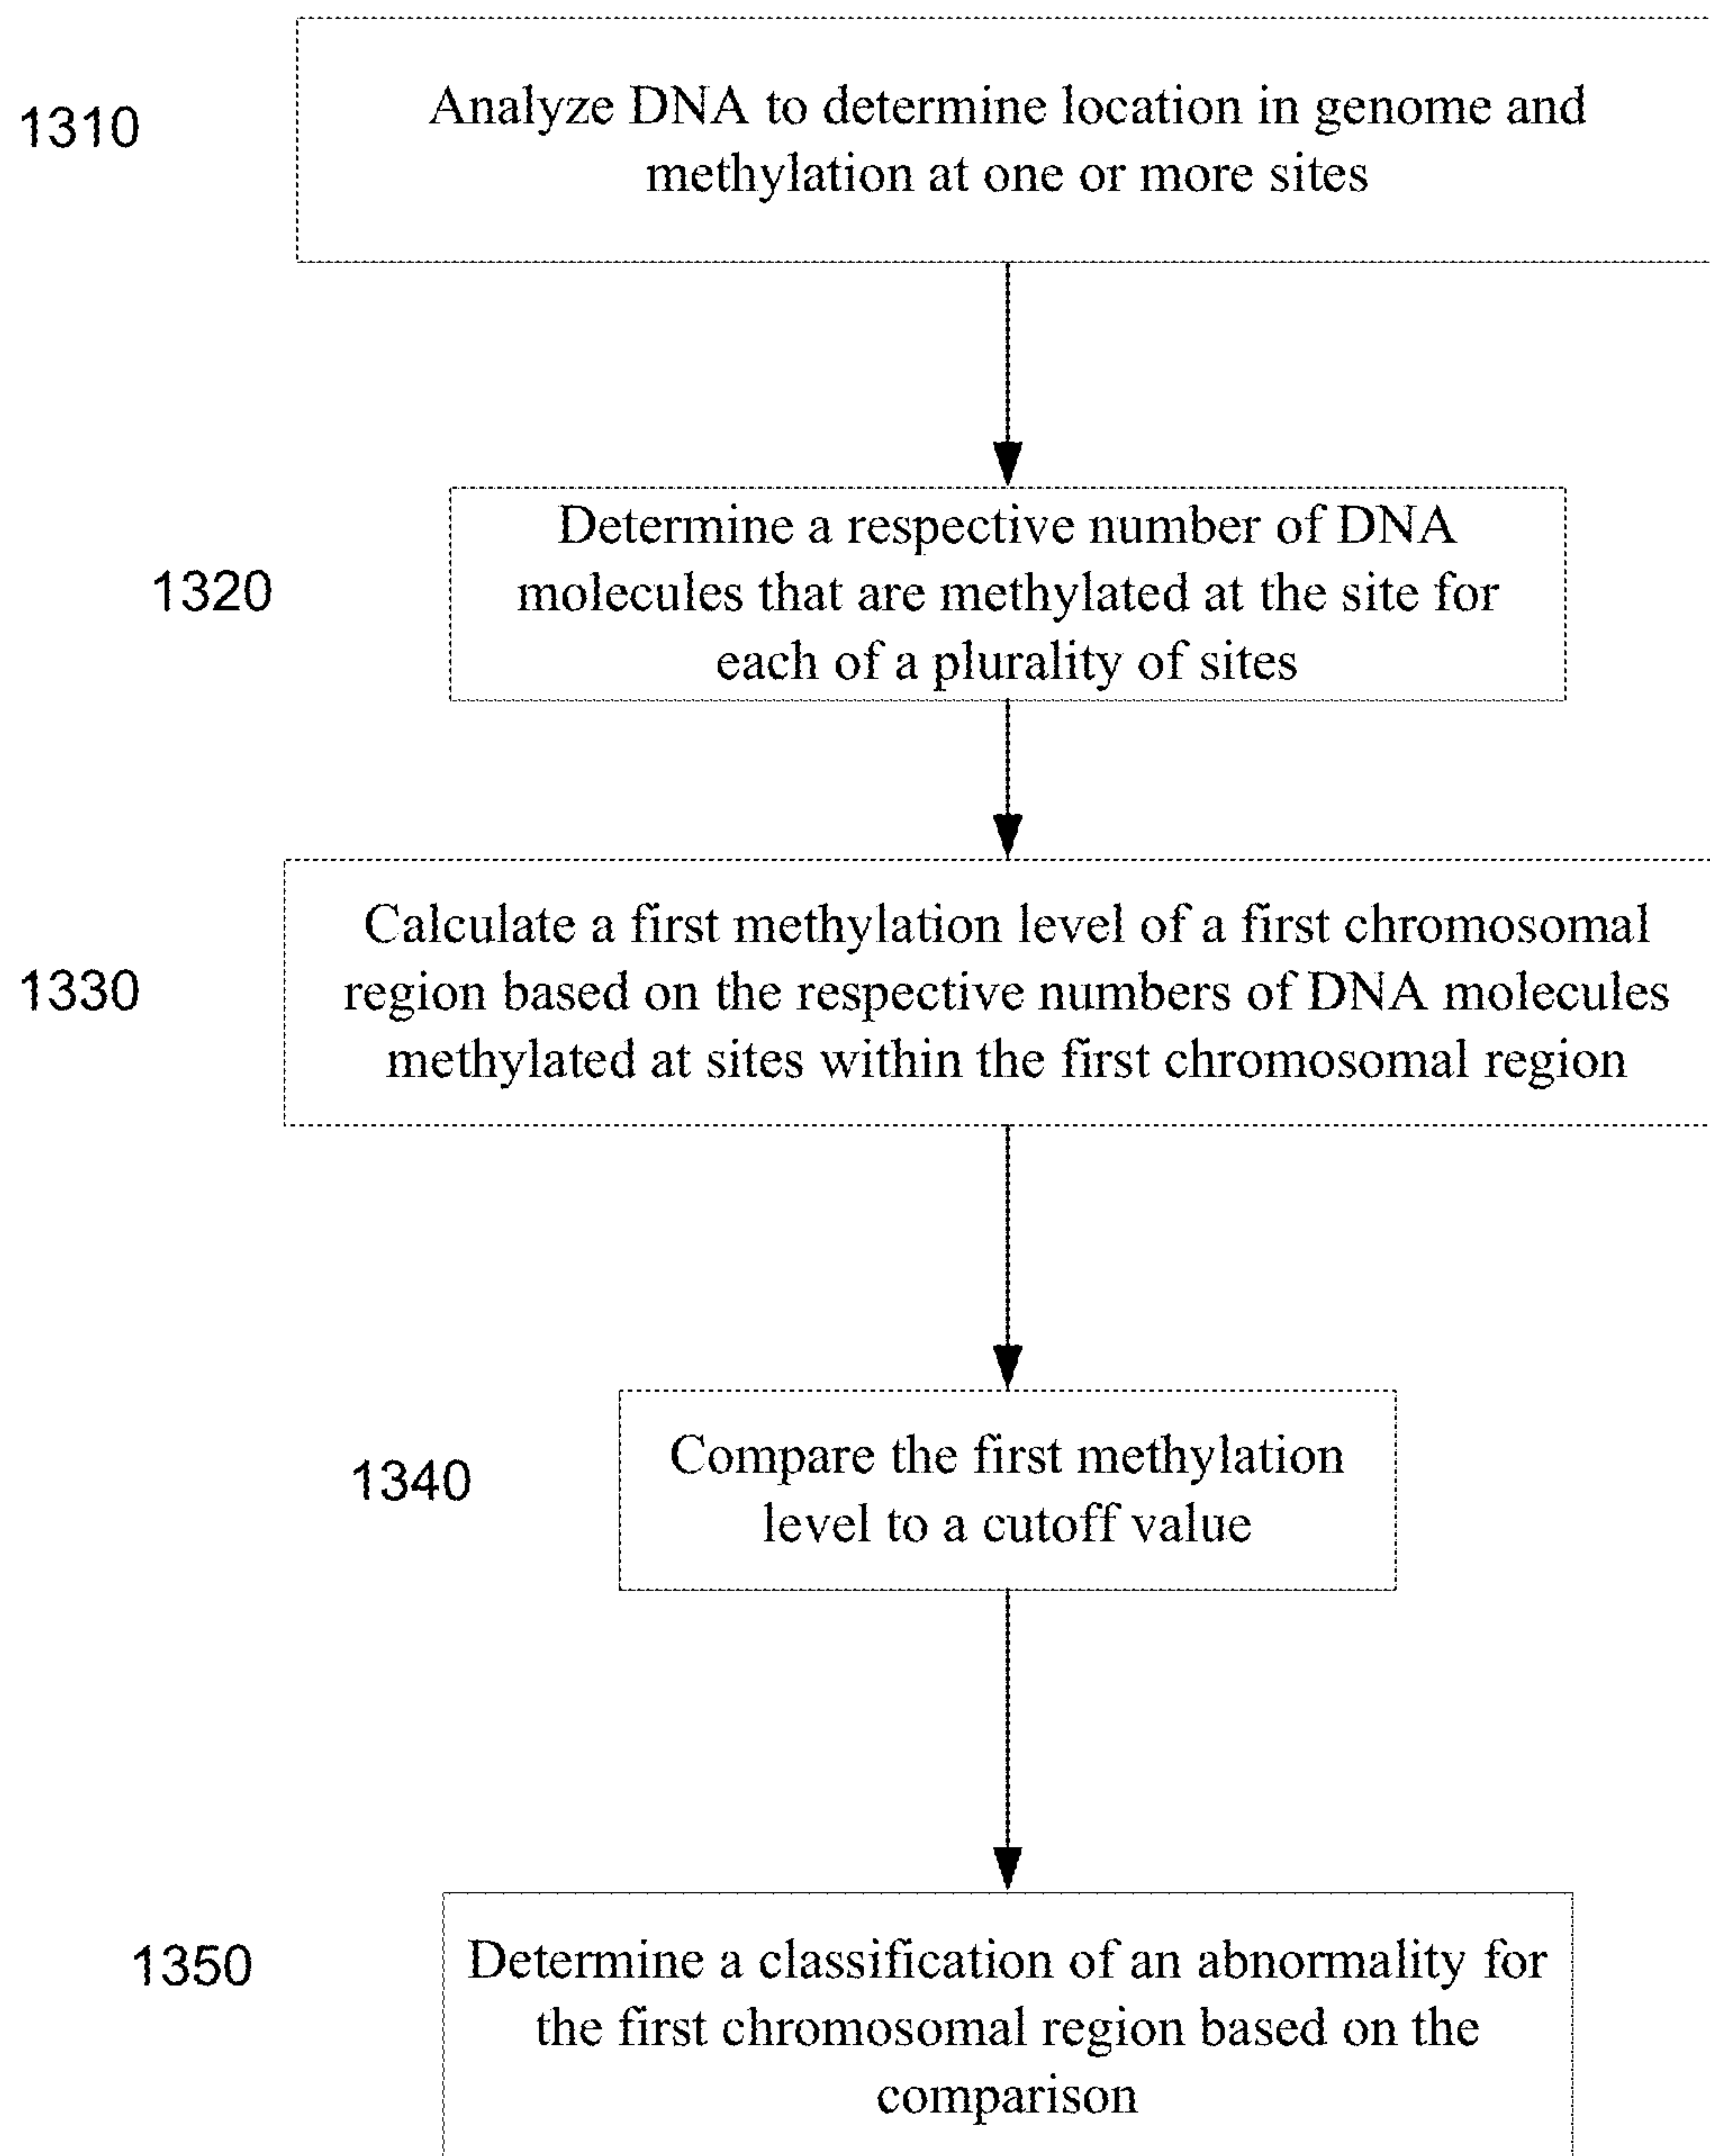 1310
Analyze DNA to determine location in genome and
methylation at one or more sites
1320
Determine a respective number of DNA
molecules that are methylated at the site for
each of a plurality of sites
1330
Calculate a first methylation level of a first chromosomal
region based on the respective numbers of DNA molecules
methylated at sites within the first chromosomal region
1340
Compare the first methylation
level to a cutoff value
1350
Determine a classification of an abnormality for
the first chromosomal region based on the
comparison